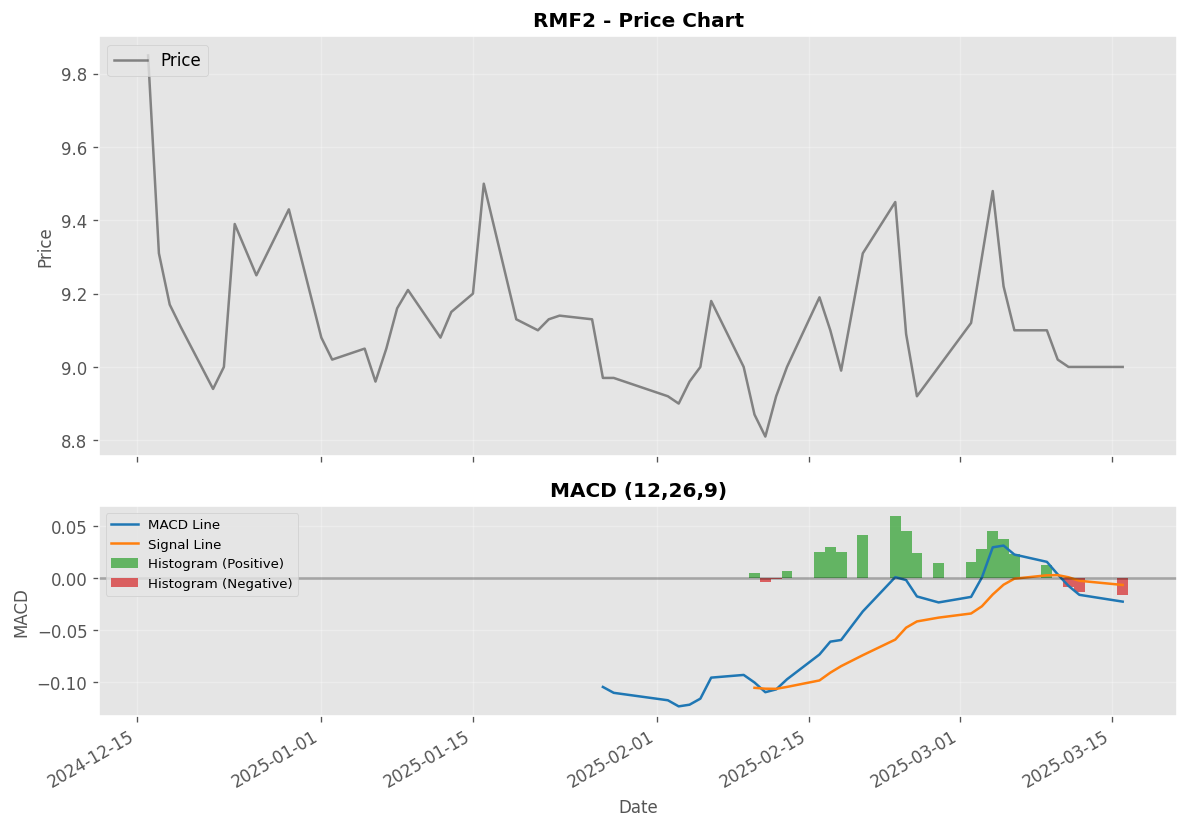 RMF2 - Price Chart
Price
9.8
9.6
9.4
9.2
9.0
8.8
Price
MACD (12,26,9)
MACD Line
Signal Line
Histogram (Positive)
Histogram (Negative)
0.05
0.00
−0.05
−0.10
MACD
2024-12-15
2025-01-01
2025-01-15
2025-02-01
2025-02-15
2025-03-01
2025-03-15
Date